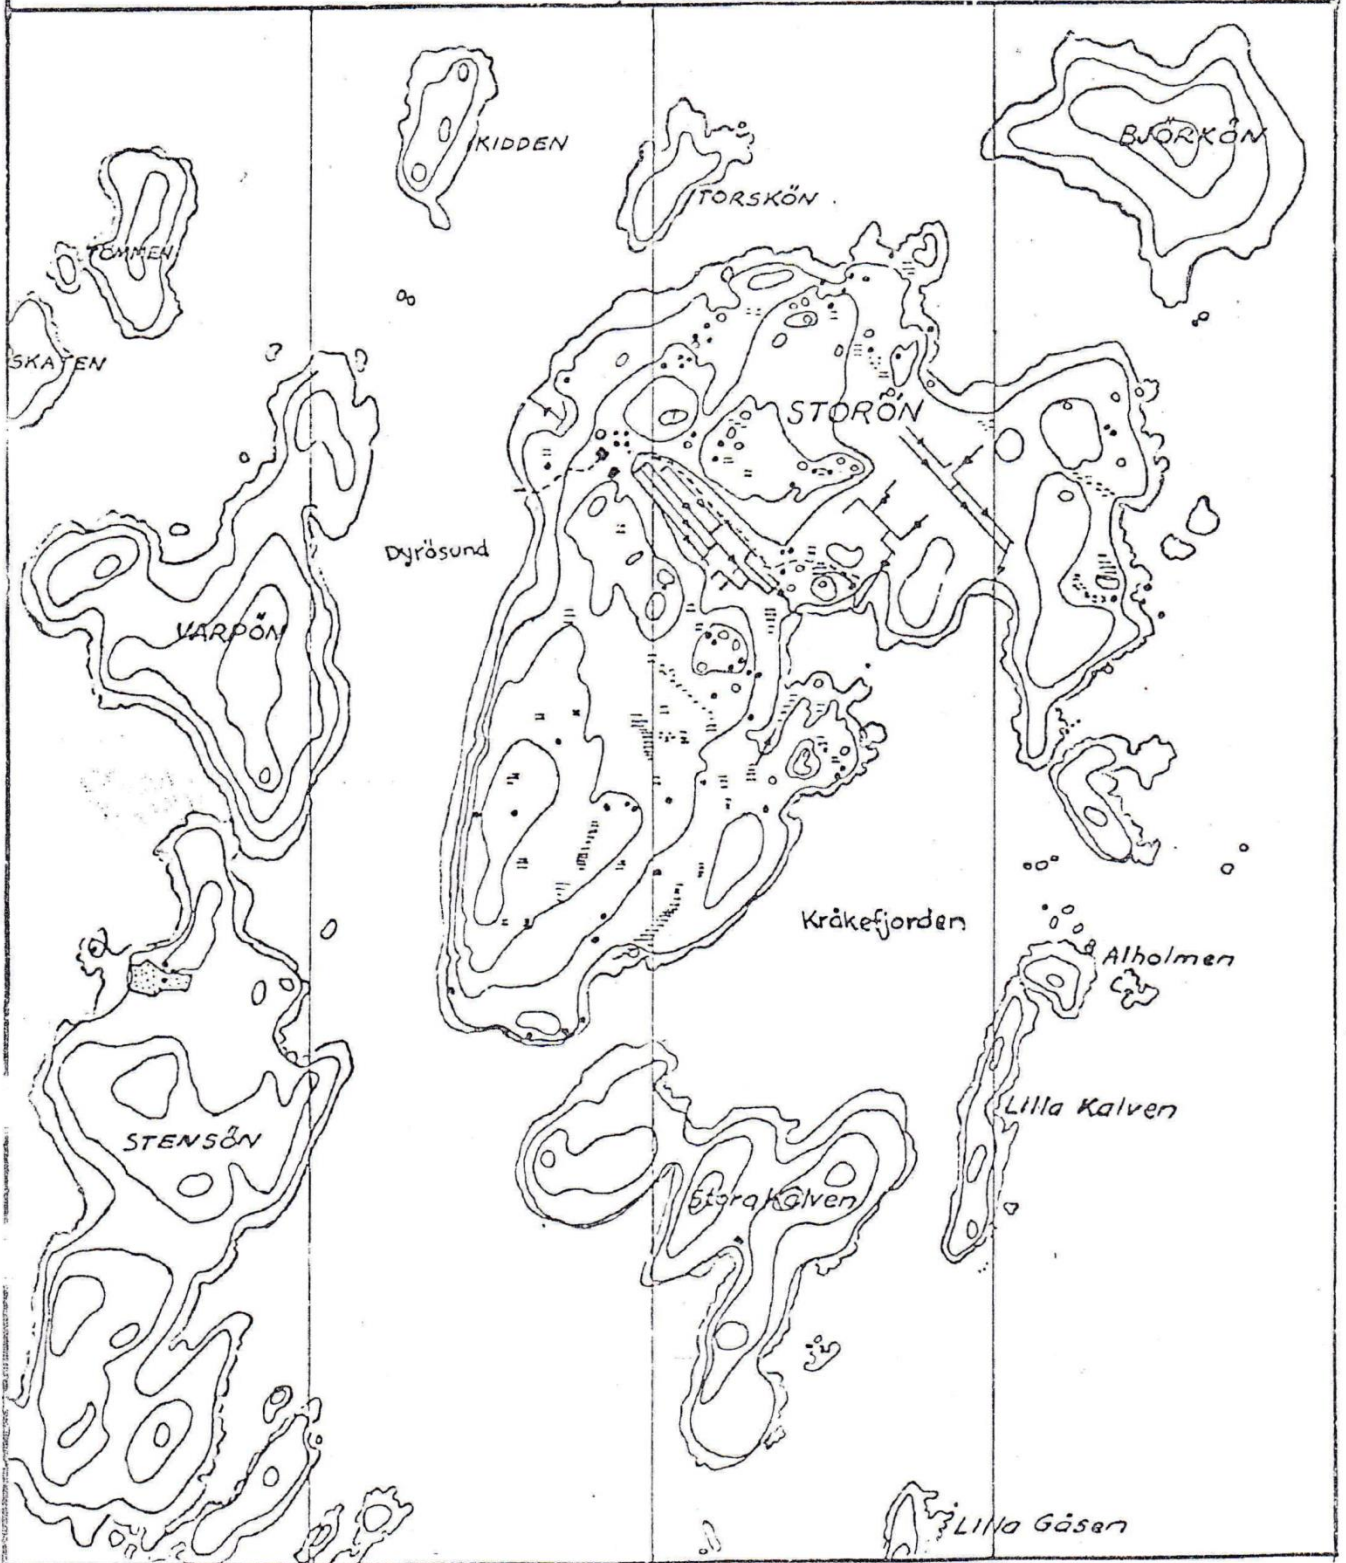 BJÖRKÖN
KIDDEN
TORSKÖN
TOMMEN
SKATEN
STORÖN
Dyrösund
VARPÖN
Kråkefjorden
Alholmen
Lilla Kalven
STENSÖN
Stora Kalven
Lilla Gåsen